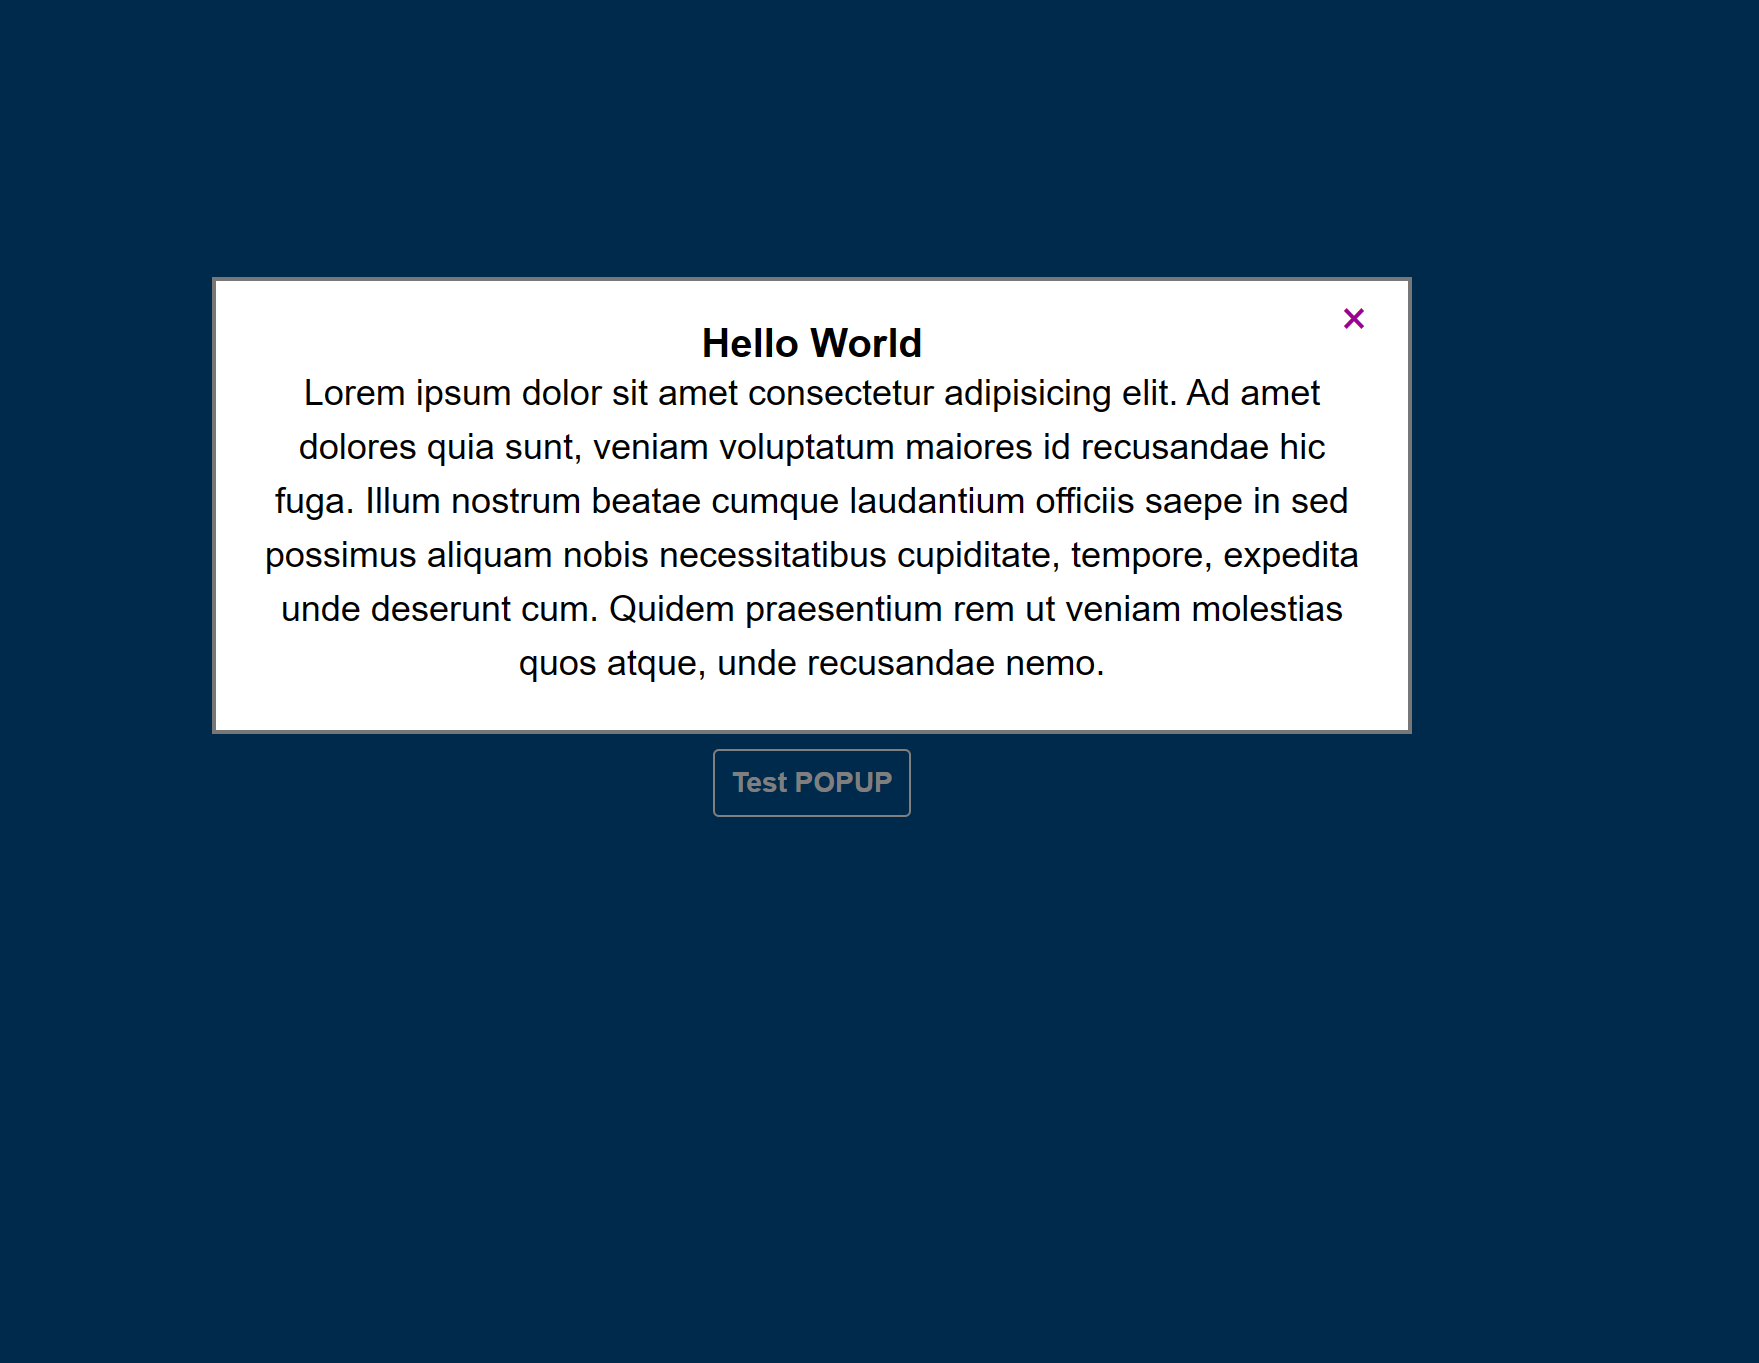 ×
Hello World
Lorem ipsum dolor sit amet consectetur adipisicing elit. Ad amet
dolores quia sunt, veniam voluptatum maiores id recusandae hic
fuga. Illum nostrum beatae cumque laudantium officiis saepe in sed
possimus aliquam nobis necessitatibus cupiditate, tempore, expedita
unde deserunt cum. Quidem praesentium rem ut veniam molestias
quos atque, unde recusandae nemo.
Test POPUP